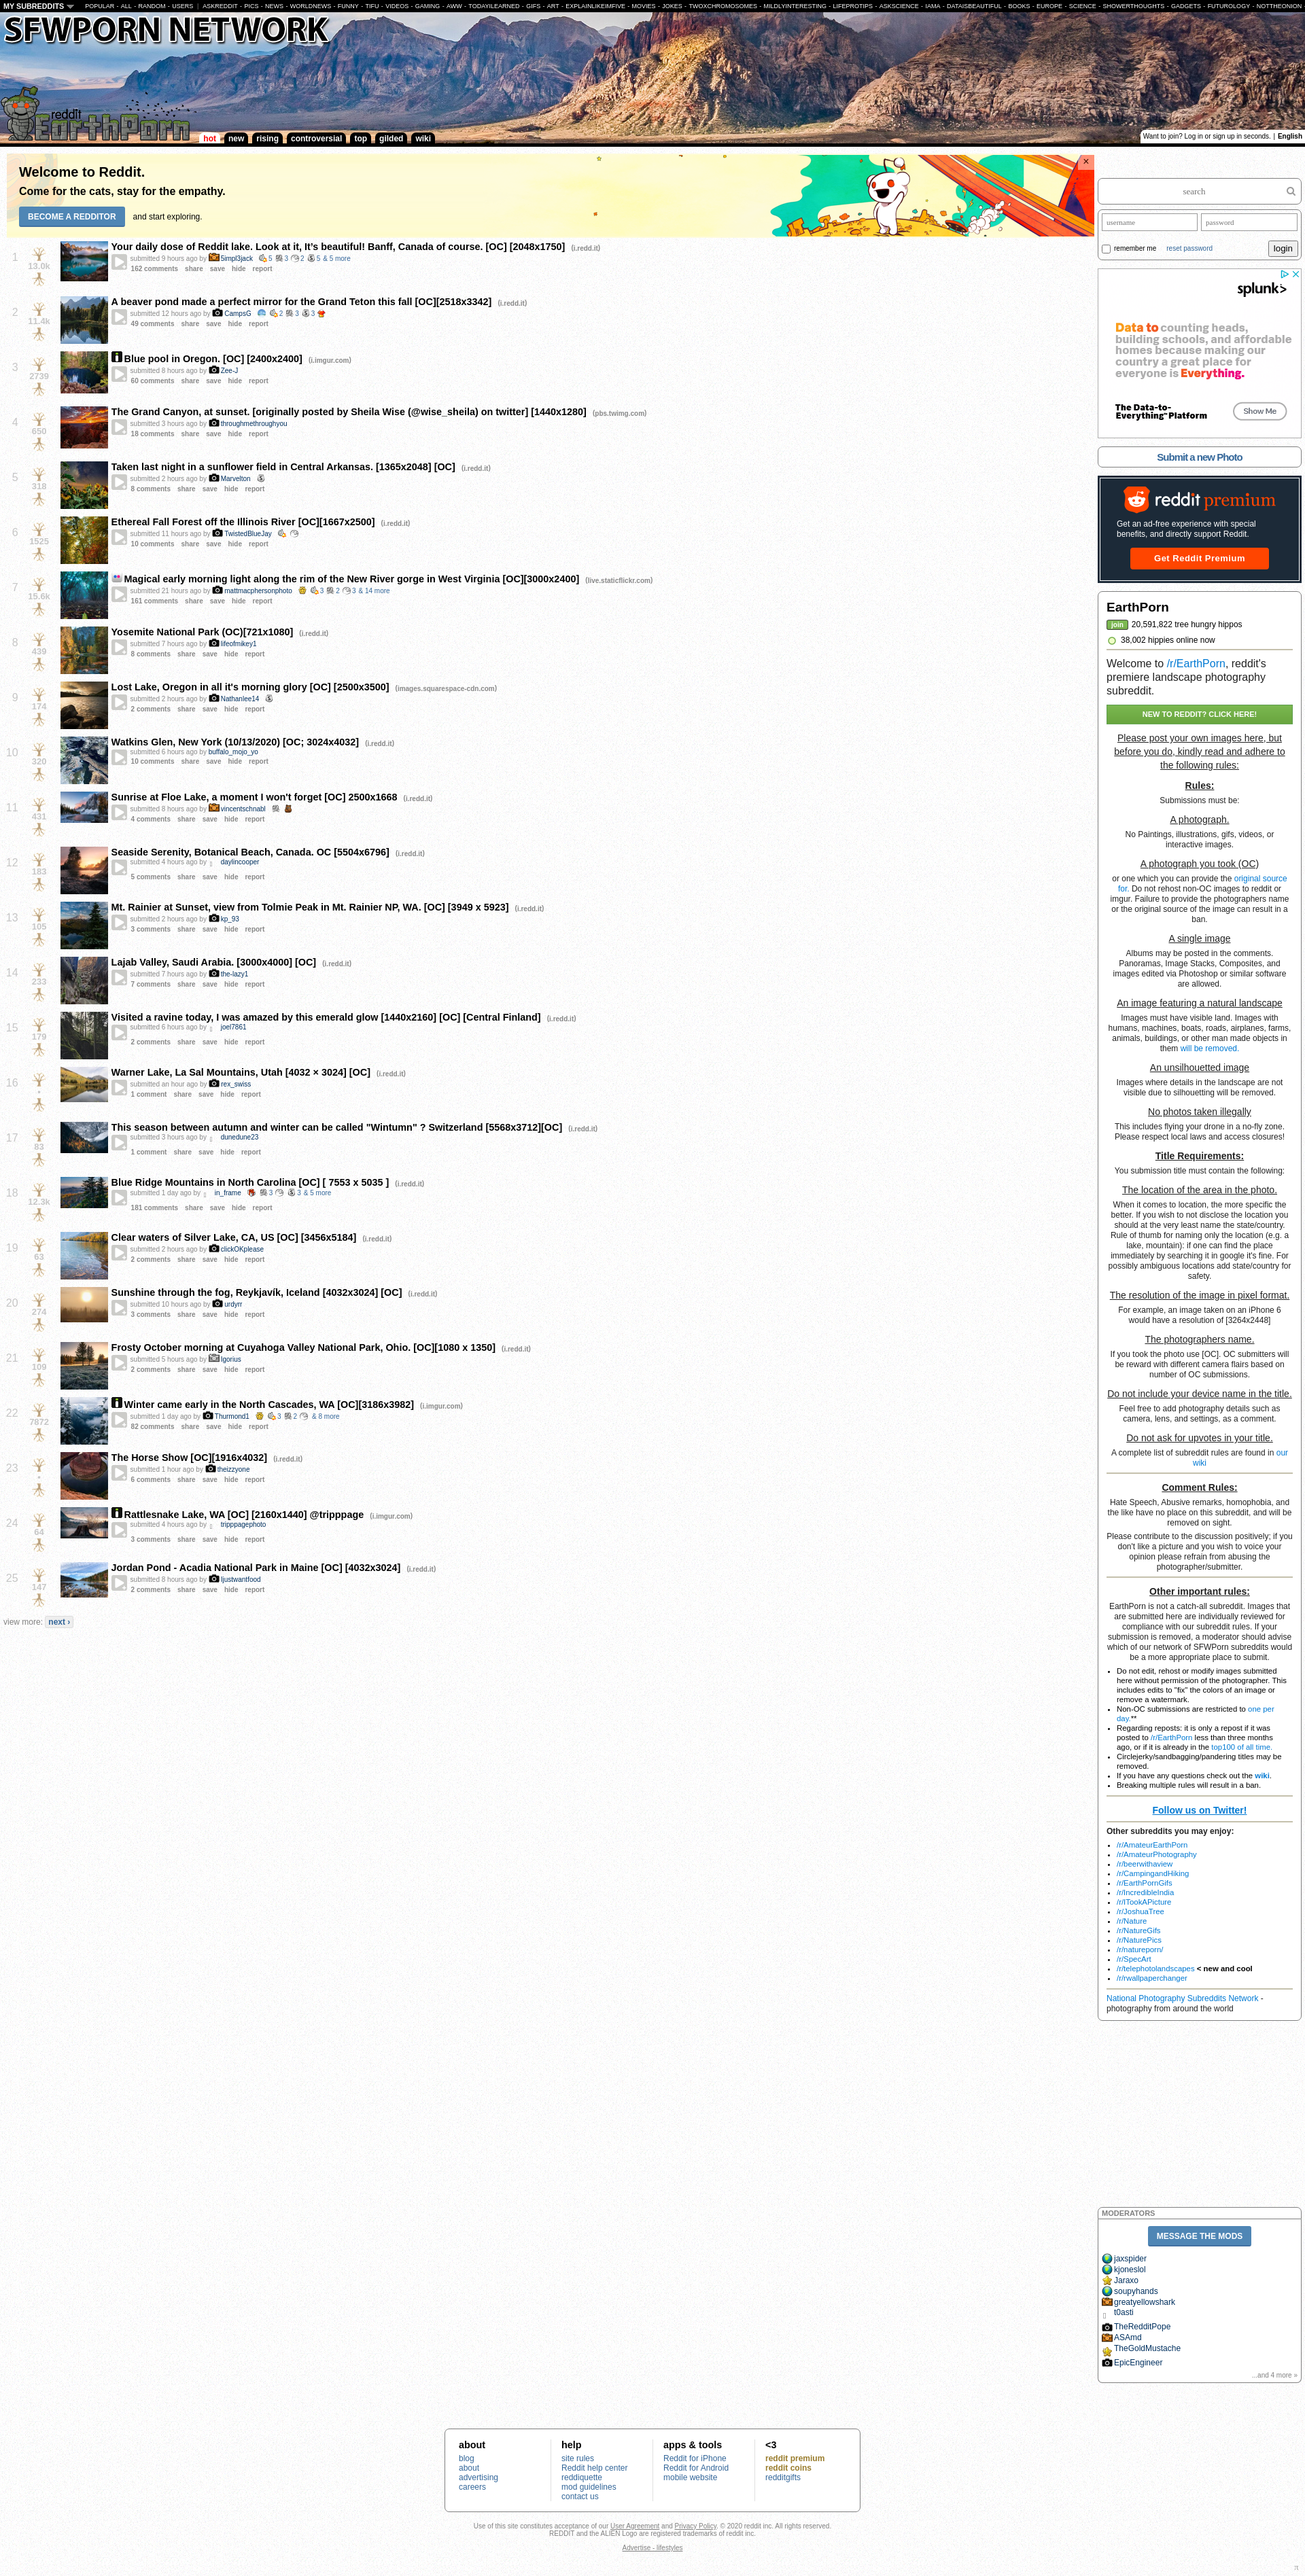 MY SUBREDDITS POPULAR - ALL - RANDOM - USERS | ASKREDDIT - PICS - NEWS - WORLDNEWS - FUNNY - TIFU - VIDEOS - GAMING - AWW - TODAYILEARNED - GIFS - ART - EXPLAINLIKEIMFIVE - MOVIES - JOKES - TWOXCHROMOSOMES - MILDLYINTERESTING - LIFEPROTIPS - ASKSCIENCE - IAMA - DATAISBEAUTIFUL - BOOKS - EUROPE - SCIENCE - SHOWERTHOUGHTS - GADGETS - FUTUROLOGY - NOTTHEONION
SFWPORN NETWORK
reddit
EarthPorn
hot new rising controversial top gilded wiki
Want to join? Log in or sign up in seconds. | English
Welcome to Reddit.
Come for the cats, stay for the empathy.
BECOME A REDDITOR and start exploring.
×
1
13.0k
Your daily dose of Reddit lake. Look at it, It's beautiful! Banff, Canada of course. [OC] [2048x1750] (i.redd.it)
submitted 9 hours ago by 5impl3jack 5 3 2 5 & 5 more
162 comments share save hide report
2
11.4k
A beaver pond made a perfect mirror for the Grand Teton this fall [OC][2518x3342] (i.redd.it)
submitted 12 hours ago by CampsG 2 3 3
49 comments share save hide report
3
2739
Blue pool in Oregon. [OC] [2400x2400] (i.imgur.com)
submitted 8 hours ago by Zee-J
60 comments share save hide report
4
650
The Grand Canyon, at sunset. [originally posted by Sheila Wise (@wise_sheila) on twitter] [1440x1280] (pbs.twimg.com)
submitted 3 hours ago by throughmethroughyou
18 comments share save hide report
5
318
Taken last night in a sunflower field in Central Arkansas. [1365x2048] [OC] (i.redd.it)
submitted 2 hours ago by Marvelton
8 comments share save hide report
6
1525
Ethereal Fall Forest off the Illinois River [OC][1667x2500] (i.redd.it)
submitted 11 hours ago by TwistedBlueJay
10 comments share save hide report
7
15.6k
Magical early morning light along the rim of the New River gorge in West Virginia [OC][3000x2400] (live.staticflickr.com)
submitted 21 hours ago by mattmacphersonphoto 3 2 3 & 14 more
161 comments share save hide report
8
439
Yosemite National Park (OC)[721x1080] (i.redd.it)
submitted 7 hours ago by lifeofmikey1
8 comments share save hide report
9
174
Lost Lake, Oregon in all it's morning glory [OC] [2500x3500] (images.squarespace-cdn.com)
submitted 2 hours ago by Nathanlee14
2 comments share save hide report
10
320
Watkins Glen, New York (10/13/2020) [OC; 3024x4032] (i.redd.it)
submitted 6 hours ago by buffalo_mojo_yo
10 comments share save hide report
11
431
Sunrise at Floe Lake, a moment I won't forget [OC] 2500x1668 (i.redd.it)
submitted 8 hours ago by vincentschnabl
4 comments share save hide report
12
183
Seaside Serenity, Botanical Beach, Canada. OC [5504x6796] (i.redd.it)
submitted 4 hours ago by daylincooper
5 comments share save hide report
13
105
Mt. Rainier at Sunset, view from Tolmie Peak in Mt. Rainier NP, WA. [OC] [3949 x 5923] (i.redd.it)
submitted 2 hours ago by kp_93
3 comments share save hide report
14
233
Lajab Valley, Saudi Arabia. [3000x4000] [OC] (i.redd.it)
submitted 7 hours ago by the-lazy1
7 comments share save hide report
15
179
Visited a ravine today, I was amazed by this emerald glow [1440x2160] [OC] [Central Finland] (i.redd.it)
submitted 6 hours ago by joel7861
2 comments share save hide report
16
•
Warner Lake, La Sal Mountains, Utah [4032 × 3024] [OC] (i.redd.it)
submitted an hour ago by rex_swiss
1 comment share save hide report
17
83
This season between autumn and winter can be called "Wintumn" ? Switzerland [5568x3712][OC] (i.redd.it)
submitted 3 hours ago by dunedune23
1 comment share save hide report
18
12.3k
Blue Ridge Mountains in North Carolina [OC] [ 7553 x 5035 ] (i.redd.it)
submitted 1 day ago by in_frame 3 3 & 5 more
181 comments share save hide report
19
63
Clear waters of Silver Lake, CA, US [OC] [3456x5184] (i.redd.it)
submitted 2 hours ago by clickOKplease
2 comments share save hide report
20
274
Sunshine through the fog, Reykjavík, Iceland [4032x3024] [OC] (i.redd.it)
submitted 10 hours ago by urdyrr
3 comments share save hide report
21
109
Frosty October morning at Cuyahoga Valley National Park, Ohio. [OC][1080 x 1350] (i.redd.it)
submitted 5 hours ago by Igorius
2 comments share save hide report
22
7872
Winter came early in the North Cascades, WA [OC][3186x3982] (i.imgur.com)
submitted 1 day ago by Thurmond1 3 2 & 8 more
82 comments share save hide report
23
•
The Horse Show [OC][1916x4032] (i.redd.it)
submitted 1 hour ago by theizzyone
6 comments share save hide report
24
64
Rattlesnake Lake, WA [OC] [2160x1440] @tripppage (i.imgur.com)
submitted 4 hours ago by tripppagephoto
3 comments share save hide report
25
147
Jordan Pond - Acadia National Park in Maine [OC] [4032x3024] (i.redd.it)
submitted 8 hours ago by Ijustwantfood
2 comments share save hide report
view more: next ›
search
username password
remember me reset password login
splunk>
Data to counting heads,
building schools, and affordable
homes because making our
country a great place for
everyone is Everything.
The Data-to-
Everything Platform
Show Me
Submit a new Photo
reddit premium
Get an ad-free experience with special
benefits, and directly support Reddit.
Get Reddit Premium
EarthPorn
join 20,591,822 tree hungry hippos
38,002 hippies online now
Welcome to /r/EarthPorn, reddit's
premiere landscape photography
subreddit.
NEW TO REDDIT? CLICK HERE!
Please post your own images here, but
before you do, kindly read and adhere to
the following rules:
Rules:
Submissions must be:
A photograph.
No Paintings, illustrations, gifs, videos, or
interactive images.
A photograph you took (OC)
or one which you can provide the original source
for. Do not rehost non-OC images to reddit or
imgur. Failure to provide the photographers name
or the original source of the image can result in a
ban.
A single image
Albums may be posted in the comments.
Panoramas, Image Stacks, Composites, and
images edited via Photoshop or similar software
are allowed.
An image featuring a natural landscape
Images must have visible land. Images with
humans, machines, boats, roads, airplanes, farms,
animals, buildings, or other man made objects in
them will be removed.
An unsilhouetted image
Images where details in the landscape are not
visible due to silhouetting will be removed.
No photos taken illegally
This includes flying your drone in a no-fly zone.
Please respect local laws and access closures!
Title Requirements:
You submission title must contain the following:
The location of the area in the photo.
When it comes to location, the more specific the
better. If you wish to not disclose the location you
should at the very least name the state/country.
Rule of thumb for naming only the location (e.g. a
lake, mountain): if one can find the place
immediately by searching it in google it's fine. For
possibly ambiguous locations add state/country for
safety.
The resolution of the image in pixel format.
For example, an image taken on an iPhone 6
would have a resolution of [3264x2448]
The photographers name.
If you took the photo use [OC]. OC submitters will
be reward with different camera flairs based on
number of OC submissions.
Do not include your device name in the title.
Feel free to add photography details such as
camera, lens, and settings, as a comment.
Do not ask for upvotes in your title.
A complete list of subreddit rules are found in our
wiki
Comment Rules:
Hate Speech, Abusive remarks, homophobia, and
the like have no place on this subreddit, and will be
removed on sight.
Please contribute to the discussion positively; if you
don't like a picture and you wish to voice your
opinion please refrain from abusing the
photographer/submitter.
Other important rules:
EarthPorn is not a catch-all subreddit. Images that
are submitted here are individually reviewed for
compliance with our subreddit rules. If your
submission is removed, a moderator should advise
which of our network of SFWPorn subreddits would
be a more appropriate place to submit.
• Do not edit, rehost or modify images submitted
here without permission of the photographer. This
includes edits to "fix" the colors of an image or
remove a watermark.
• Non-OC submissions are restricted to one per
day.**
• Regarding reposts: it is only a repost if it was
posted to /r/EarthPorn less than three months
ago, or if it is already in the top100 of all time.
• Circlejerky/sandbagging/pandering titles may be
removed.
• If you have any questions check out the wiki.
• Breaking multiple rules will result in a ban.
Follow us on Twitter!
Other subreddits you may enjoy:
• /r/AmateurEarthPorn
• /r/AmateurPhotography
• /r/beerwithaview
• /r/CampingandHiking
• /r/EarthPornGifs
• /r/IncredibleIndia
• /r/ITookAPicture
• /r/JoshuaTree
• /r/Nature
• /r/NatureGifs
• /r/NaturePics
• /r/natureporn/
• /r/SpecArt
• /r/telephotolandscapes < new and cool
• /r/rwallpaperchanger
National Photography Subreddits Network -
photography from around the world
MODERATORS
MESSAGE THE MODS
jaxspider
kjoneslol
Jaraxo
soupyhands
greatyellowshark
t0asti
TheRedditPope
ASAmd
TheGoldMustache
EpicEngineer
...and 4 more »
about
blog
about
advertising
careers
help
site rules
Reddit help center
reddiquette
mod guidelines
contact us
apps & tools
Reddit for iPhone
Reddit for Android
mobile website
<3
reddit premium
reddit coins
redditgifts
Use of this site constitutes acceptance of our User Agreement and Privacy Policy. © 2020 reddit inc. All rights reserved.
REDDIT and the ALIEN Logo are registered trademarks of reddit inc.
Advertise - lifestyles
π